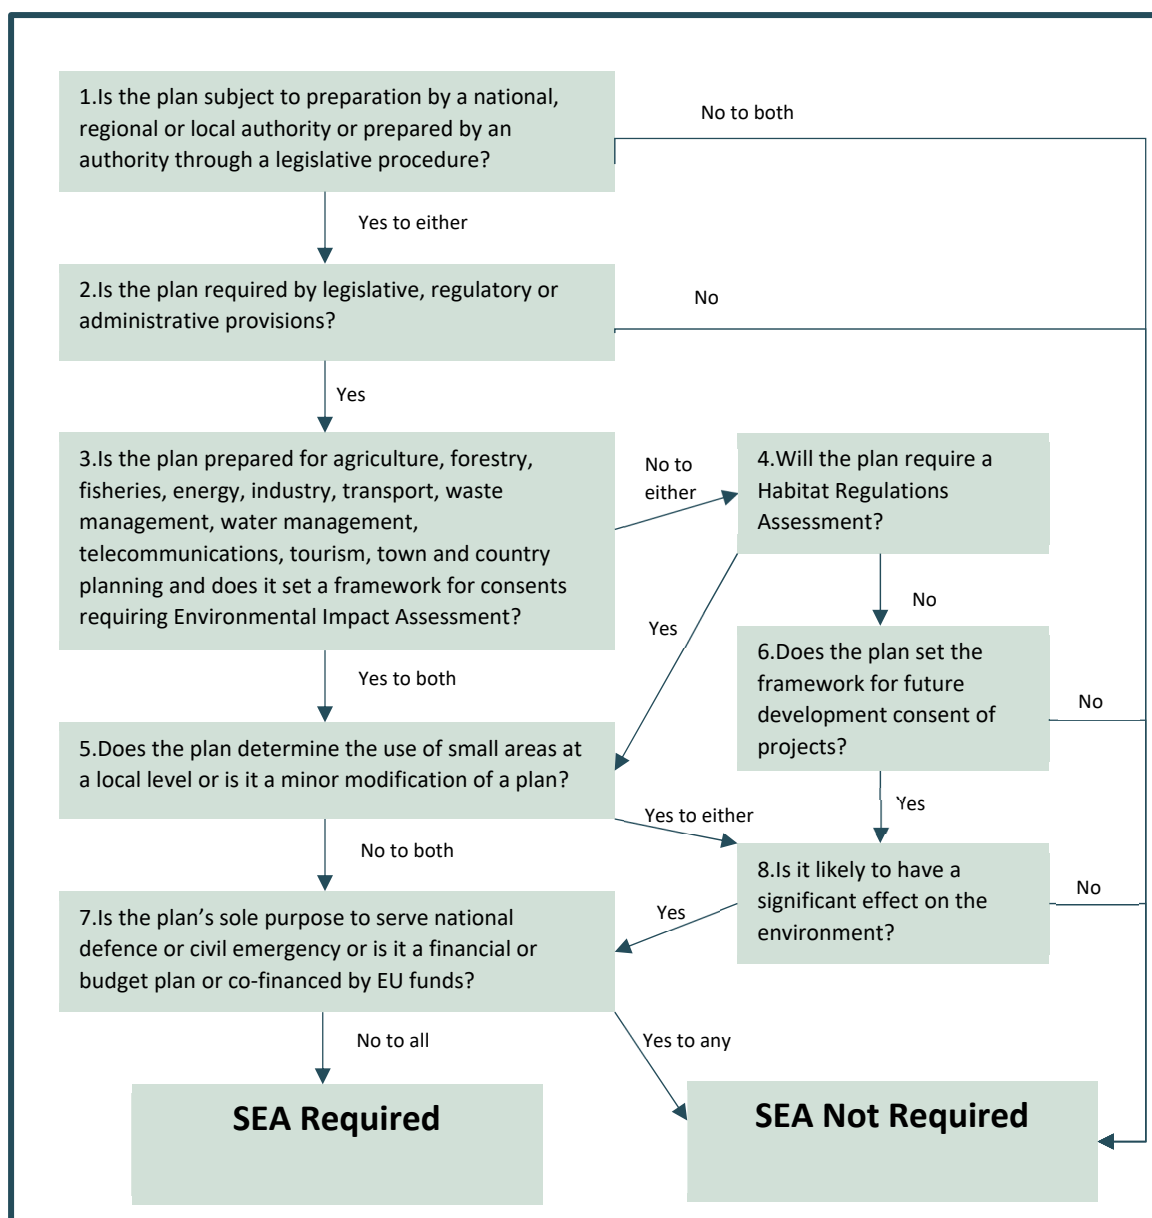 1.Is the plan subject to preparation by a national,
regional or local authority or prepared by an
authority through a legislative procedure?
No to both
Yes to either
2.Is the plan required by legislative, regulatory or
administrative provisions?
No
Yes
3.Is the plan prepared for agriculture, forestry,
fisheries, energy, industry, transport, waste
management, water management,
telecommunications, tourism, town and country
planning and does it set a framework for consents
requiring Environmental Impact Assessment?
No to
either
4.Will the plan require a
Habitat Regulations
Assessment?
No
Yes
Yes to both
6.Does the plan set the
framework for future
development consent of
projects?
No
5.Does the plan determine the use of small areas at
a local level or is it a minor modification of a plan?
Yes to either
Yes
No to both
8.Is it likely to have a
significant effect on the
environment?
No
Yes
7.Is the plan’s sole purpose to serve national
defence or civil emergency or is it a financial or
budget plan or co-financed by EU funds?
No to all
Yes to any
SEA Required
SEA Not Required